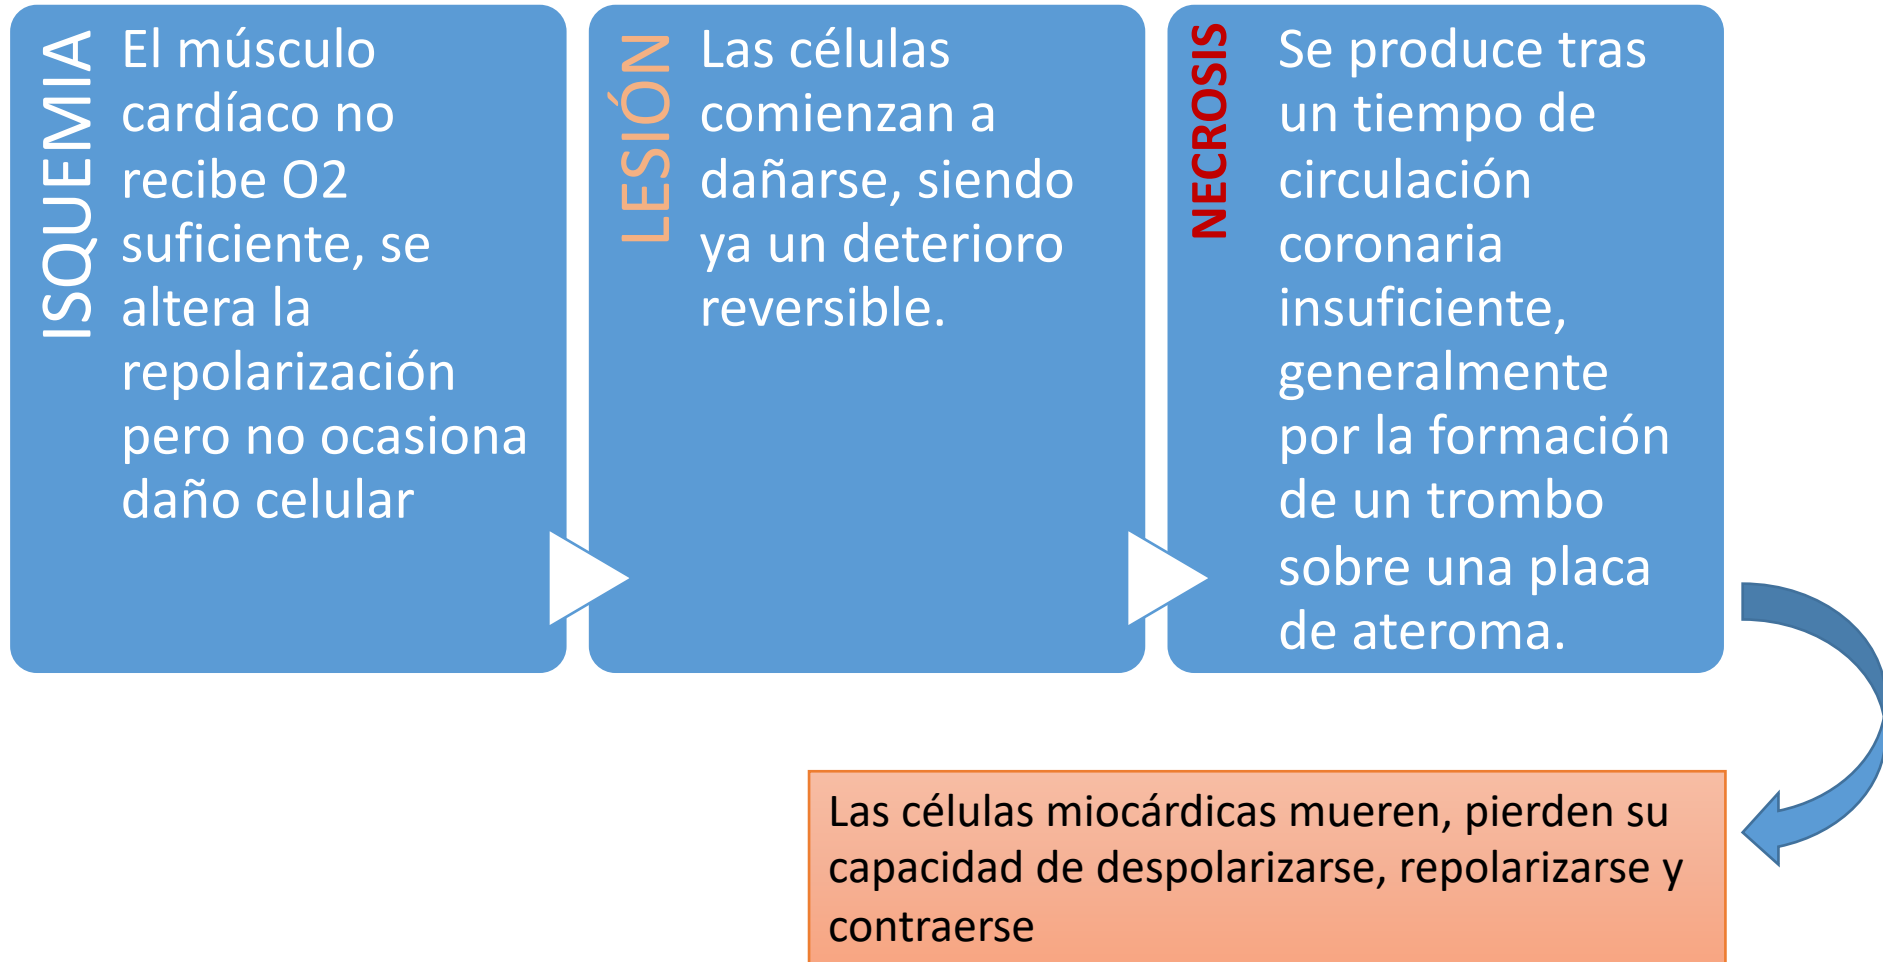 ISQUEMIA
El músculo
cardíaco no
recibe O2
suficiente, se
altera la
repolarización
pero no ocasiona
daño celular
LESIÓN
Las células
comienzan a
dañarse, siendo
ya un deterioro
reversible.
NECROSIS
Se produce tras
un tiempo de
circulación
coronaria
insuficiente,
generalmente
por la formación
de un trombo
sobre una placa
de ateroma.
Las células miocárdicas mueren, pierden su
capacidad de despolarizarse, repolarizarse y
contraerse